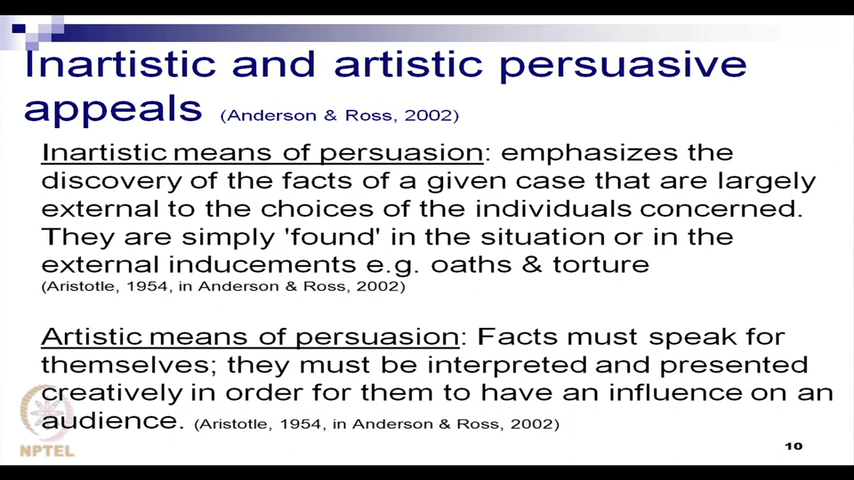 Inartistic and artistic persuasive
appeals (Anderson & Ross, 2002)
Inartistic means of persuasion: emphasizes the
discovery of the facts of a given case that are largely
external to the choices of the individuals concerned.
They are simply 'found' in the situation or in the
external inducements e.g. oaths & torture
(Aristotle, 1954, in Anderson & Ross, 2002)
Artistic means of persuasion: Facts must speak for
themselves; they must be interpreted and presented
creatively in order for them to have an influence on an
audience. (Aristotle, 1954, in Anderson & Ross, 2002)
NPTEL
10